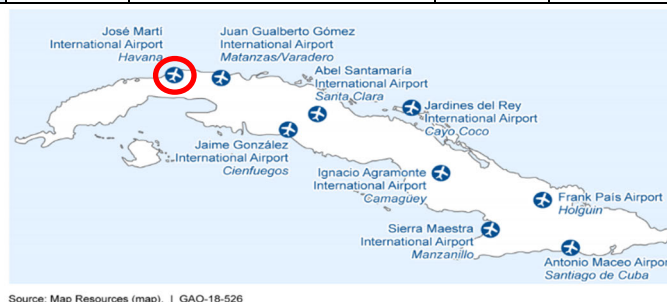 José Martí
International Airport
Havana
Juan Gualberto Gómez
International Airport
Matanzas/Varadero
Abel Santamaría
International Airport
Santa Clara
Jardines del Rey
International Airport
Cayo Coco
Jaime González
International Airport
Cienfuegos
Ignacio Agramonte
International Airport
Camagüey
Frank País Airport
Holguin
Sierra Maestra
International Airport
Manzanillo
Antonio Maceo Airpor
Santiago de Cuba
Source: Map Resources (map). | GAO-18-526